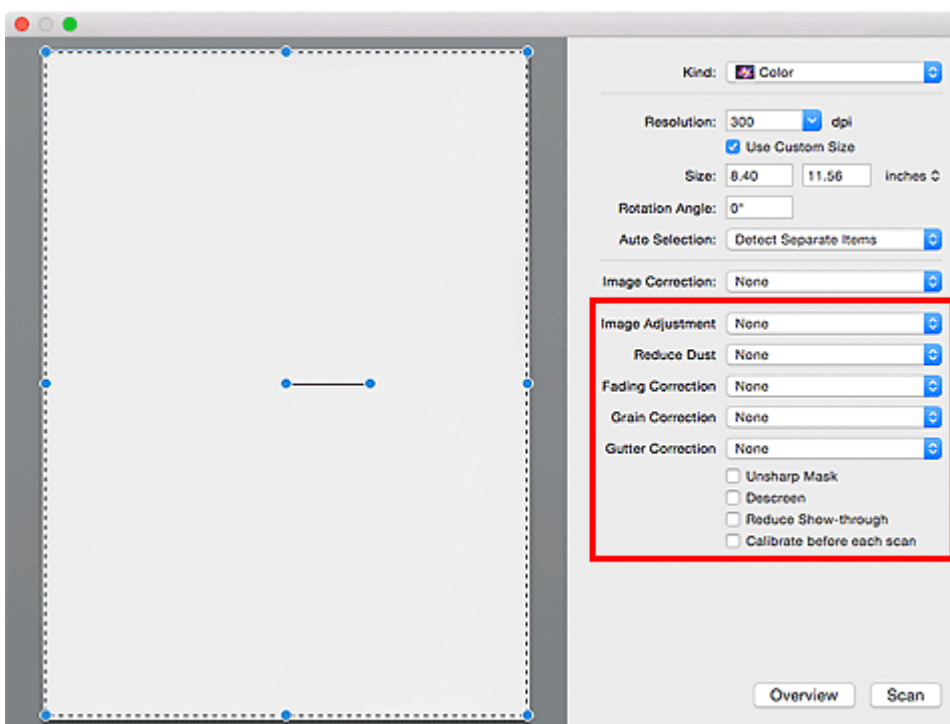 Kind: Color
Resolution: 300 dpi
Use Custom Size
Size: 8.40 11.56 inches
Rotation Angle: 0°
Auto Selection: Detect Separate Items
Image Correction: None
Image Adjustment None
Reduce Dust None
Fading Correction None
Grain Correction None
Gutter Correction None
Unsharp Mask
Descreen
Reduce Show-through
Calibrate before each scan
Overview Scan